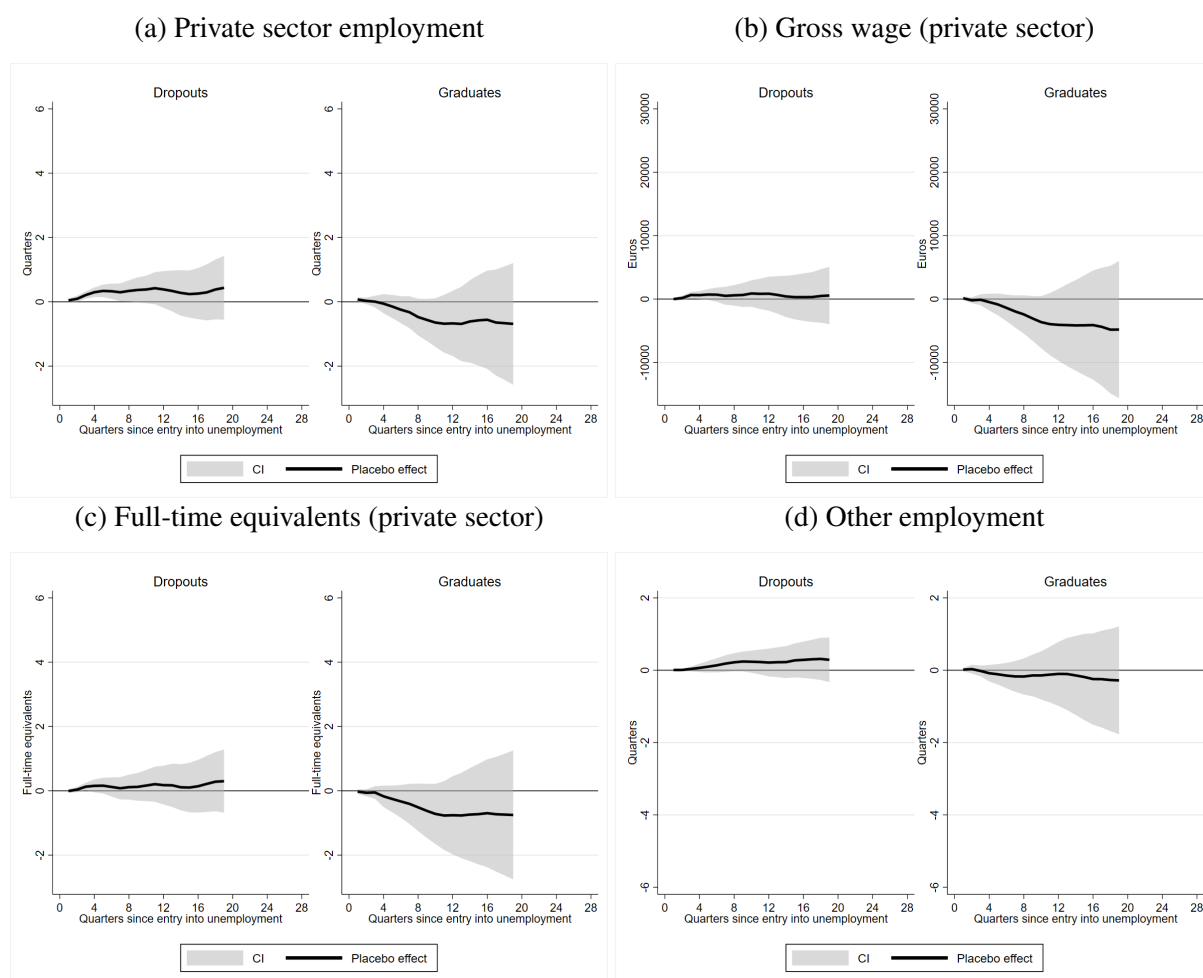 (a) Private sector employment
(b) Gross wage (private sector)
Dropouts
Graduates
Quarters
-2
0
2
4
6
Quarters
-2
0
2
4
6
0 4 8 12 16 20 24 28
0 4 8 12 16 20 24 28
Quarters since entry into unemployment
Quarters since entry into unemployment
CI
Placebo effect
Dropouts
Graduates
Euros
-10000
0
10000
20000
30000
Euros
-10000
0
10000
20000
30000
0 4 8 12 16 20 24 28
0 4 8 12 16 20 24 28
Quarters since entry into unemployment
Quarters since entry into unemployment
CI
Placebo effect
(c) Full-time equivalents (private sector)
(d) Other employment
Dropouts
Graduates
Full-time equivalents
-2
0
2
4
6
Full-time equivalents
-2
0
2
4
6
0 4 8 12 16 20 24 28
0 4 8 12 16 20 24 28
Quarters since entry into unemployment
Quarters since entry into unemployment
CI
Placebo effect
Dropouts
Graduates
Quarters
-6
-4
-2
0
2
Quarters
-6
-4
-2
0
2
0 4 8 12 16 20 24 28
0 4 8 12 16 20 24 28
Quarters since entry into unemployment
Quarters since entry into unemployment
CI
Placebo effect